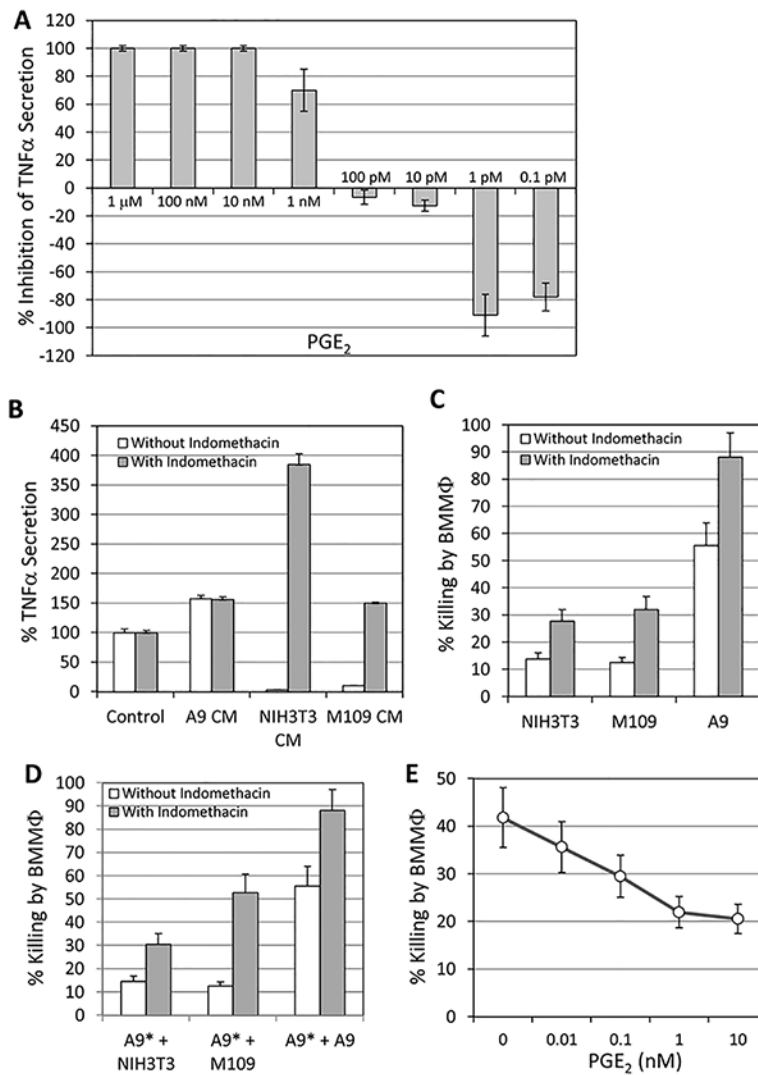 A
% Inhibition of TNFα Secretion
120
100
80
60
40
20
0
-20
-40
-60
-80
-100
-120
1 μM
100 nM
10 nM
1 nM
100 pM
10 pM
1 pM
0.1 pM
PGE₂
B
% TNFα Secretion
450
400
350
300
250
200
150
100
50
0
Without Indomethacin
With Indomethacin
Control
A9 CM
NIH3T3
CM
M109 CM
C
% Killing by BMMΦ
100
90
80
70
60
50
40
30
20
10
0
Without Indomethacin
With Indomethacin
NIH3T3
M109
A9
D
% Killing by BMMΦ
100
90
80
70
60
50
40
30
20
10
0
Without Indomethacin
With Indomethacin
A9* +
NIH3T3
A9* +
M109
A9* + A9
E
% Killing by BMMΦ
50
40
30
20
10
0
0
0.01
0.1
1
10
PGE₂ (nM)